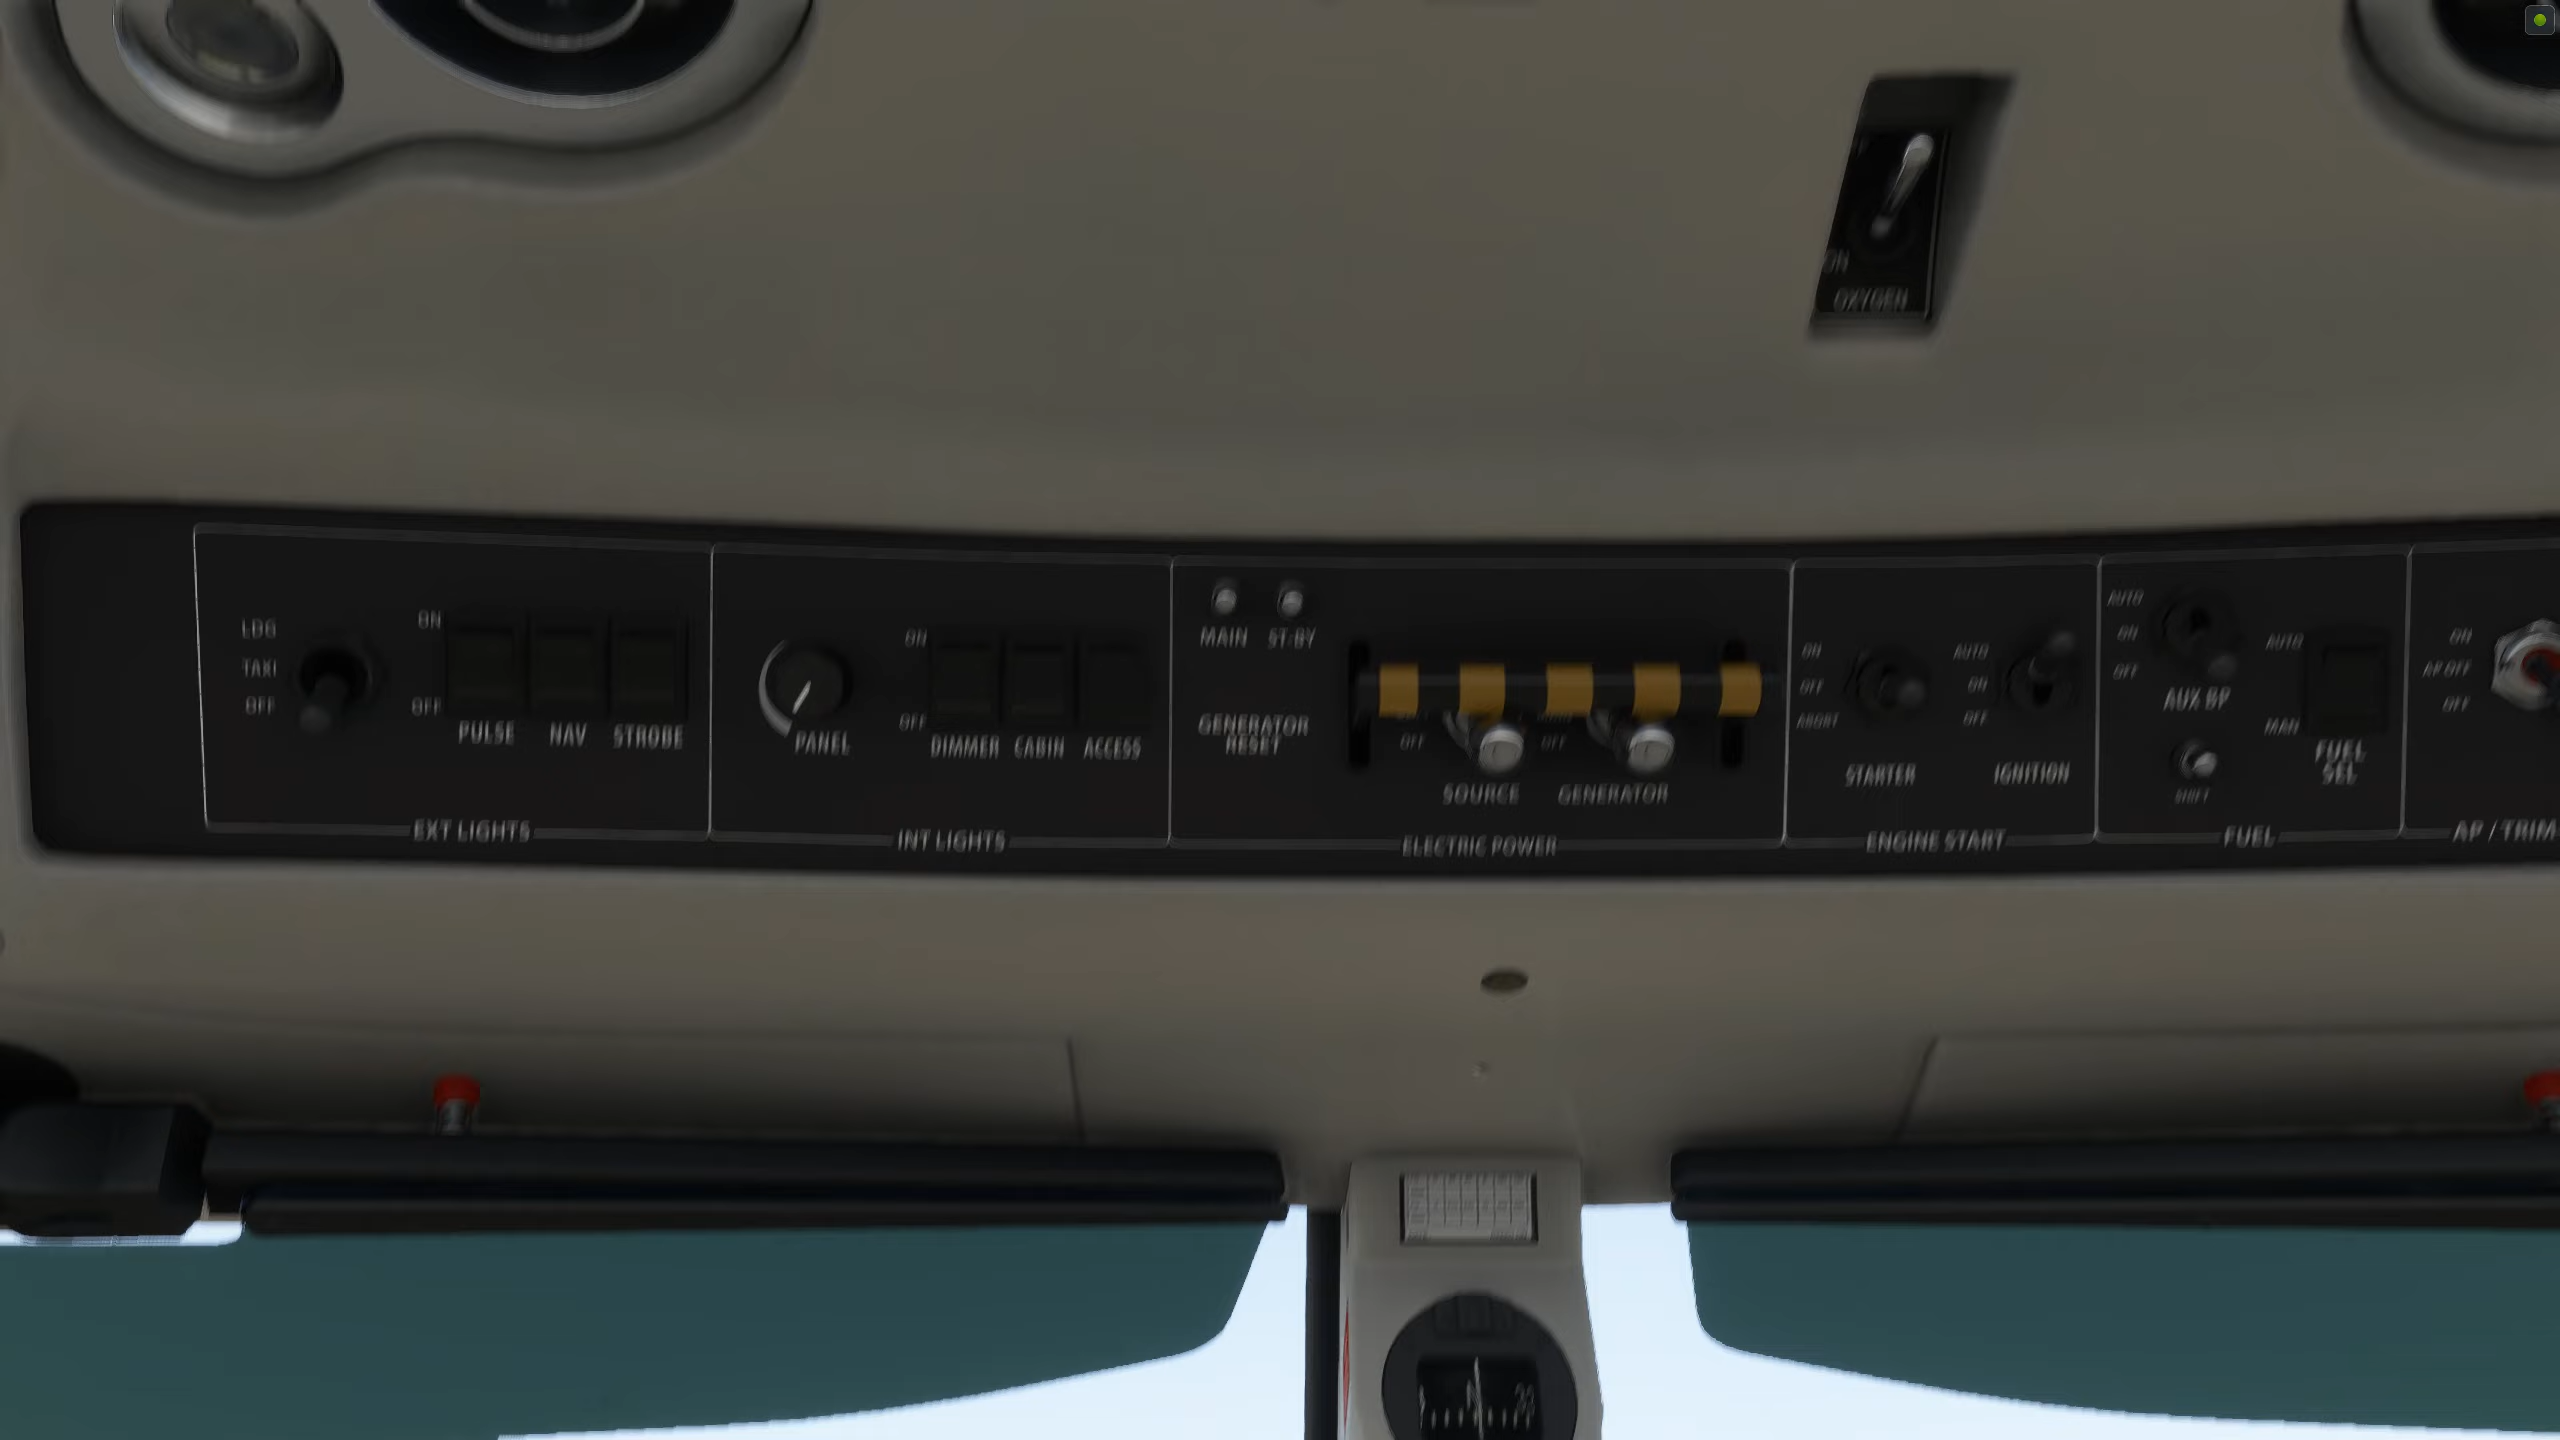 ON
OXYGEN
LDG
TAXI
OFF
ON
OFF
PULSE
NAV
STROBE
EXT LIGHTS
PANEL
ON
OFF
DIMMER
CABIN
ACCESS
INT LIGHTS
MAIN
ST-BY
GENERATOR
RESET
OFF
OFF
SOURCE
GENERATOR
ELECTRIC POWER
ON
OFF
ABORT
STARTER
AUTO
ON
OFF
IGNITION
ENGINE START
AUTO
ON
OFF
AUX BP
SHIFT
AUTO
MAN
FUEL
SEL
FUEL
ON
AP OFF
OFF
AP / TRIM
N
33